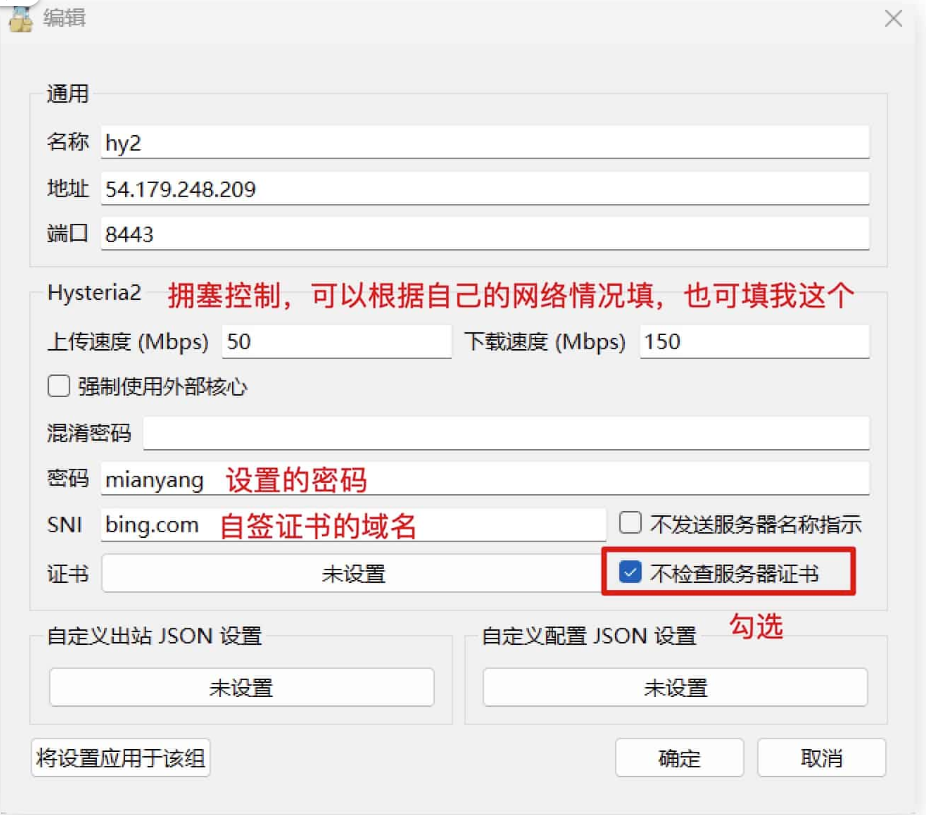 编辑
通用
名称 hy2
地址 54.179.248.209
端口 8443
Hysteria2 拥塞控制，可以根据自己的网络情况填，也可填我这个
上传速度 (Mbps) 50 下载速度 (Mbps) 150
强制使用外部核心
混淆密码
密码 mianyang 设置的密码
SNI bing.com 自签证书的域名 不发送服务器名称指示
证书 未设置 不检查服务器证书
勾选
自定义出站 JSON 设置 自定义配置 JSON 设置
未设置 未设置
将设置应用于该组 确定 取消